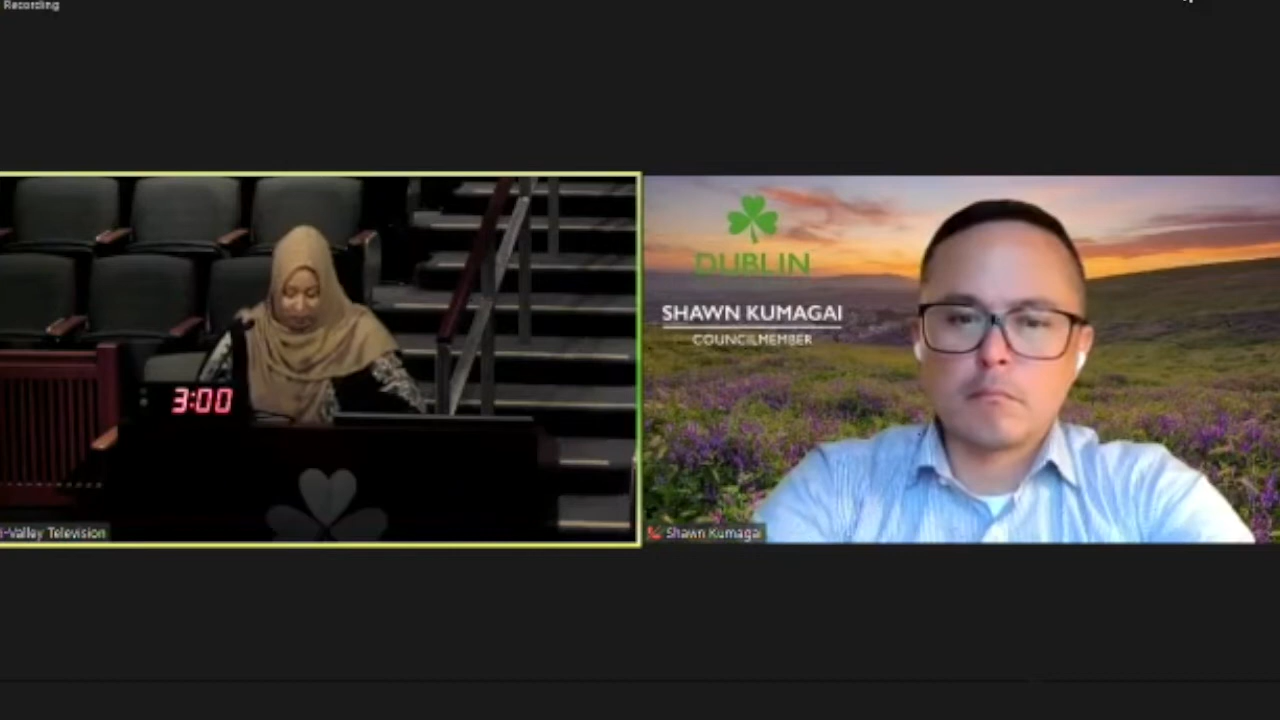 Recording
3:00
i-Valley Television
DUBLIN
SHAWN KUMAGAI
COUNCILMEMBER
Shawn Kumagai